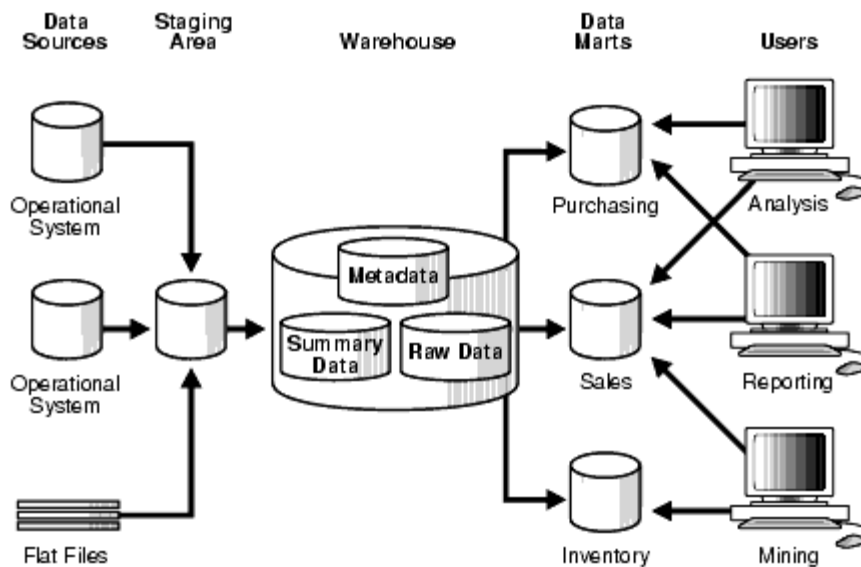 Data Sources
Staging Area
Warehouse
Data Marts
Users
Operational System
Purchasing
Analysis
Metadata
Summary Data
Raw Data
Operational System
Sales
Reporting
Flat Files
Inventory
Mining